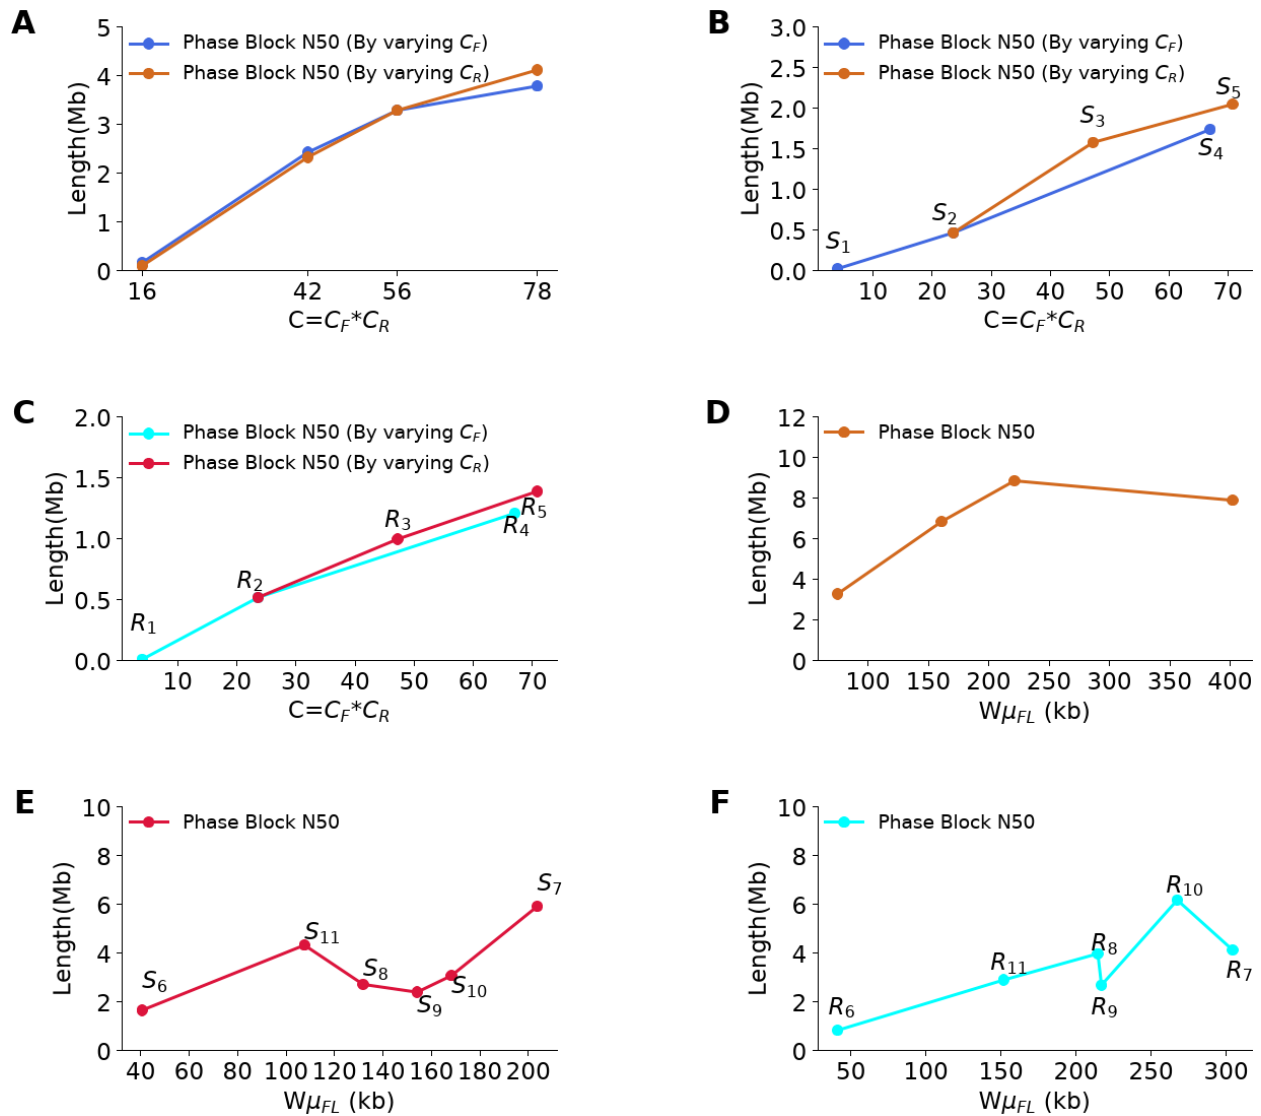 A
Length(Mb)
5
4
3
2
1
0
Phase Block N50 (By varying C_F)
Phase Block N50 (By varying C_R)
16 42 56 78
C=C_F*C_R
B
Length(Mb)
3.0
2.5
2.0
1.5
1.0
0.5
0.0
Phase Block N50 (By varying C_F)
Phase Block N50 (By varying C_R)
S_1
S_2
S_3
S_4
S_5
10 20 30 40 50 60 70
C=C_F*C_R
C
Length(Mb)
2.0
1.5
1.0
0.5
0.0
Phase Block N50 (By varying C_F)
Phase Block N50 (By varying C_R)
R_1
R_2
R_3
R_4
R_5
10 20 30 40 50 60 70
C=C_F*C_R
D
Length(Mb)
12
10
8
6
4
2
0
Phase Block N50
100 150 200 250 300 350 400
Wμ_FL (kb)
E
Length(Mb)
10
8
6
4
2
0
Phase Block N50
S_6
S_11
S_8
S_9
S_10
S_7
40 60 80 100 120 140 160 180 200
Wμ_FL (kb)
F
Length(Mb)
10
8
6
4
2
0
Phase Block N50
R_6
R_11
R_8
R_9
R_10
R_7
50 100 150 200 250 300
Wμ_FL (kb)